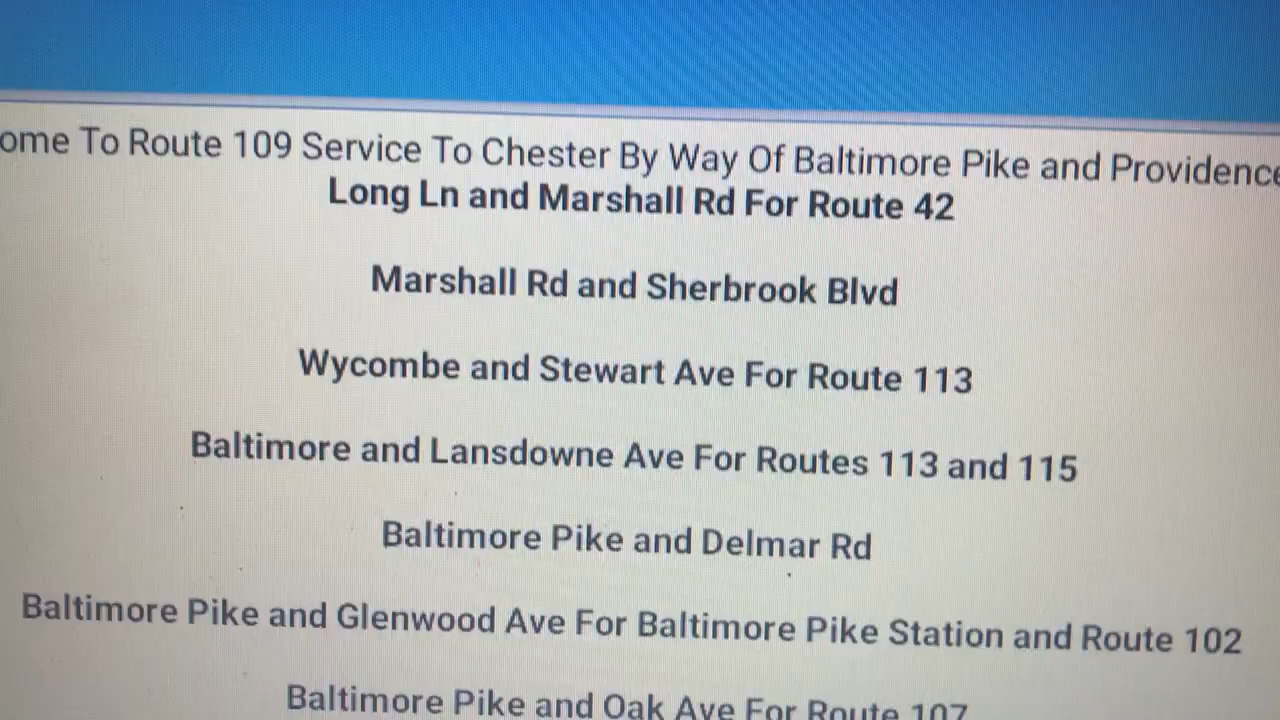 ome To Route 109 Service To Chester By Way Of Baltimore Pike and Providence
Long Ln and Marshall Rd For Route 42
Marshall Rd and Sherbrook Blvd
Wycombe and Stewart Ave For Route 113
Baltimore and Lansdowne Ave For Routes 113 and 115
Baltimore Pike and Delmar Rd
Baltimore Pike and Glenwood Ave For Baltimore Pike Station and Route 102
Baltimore Pike and Oak Ave For Route 107